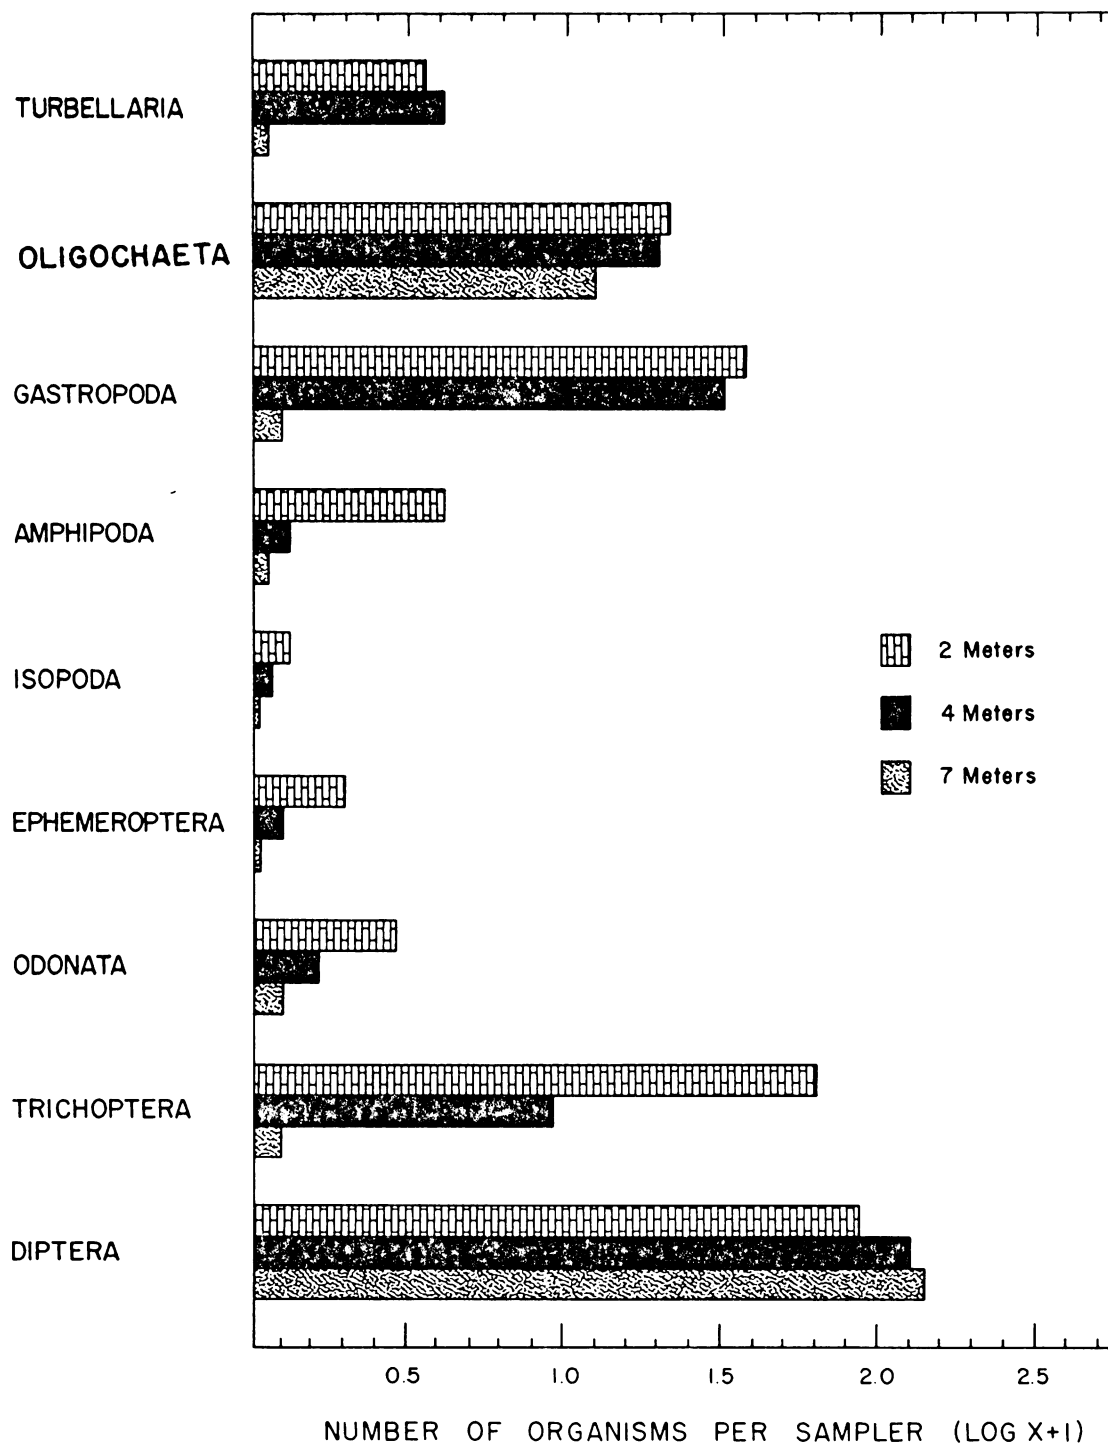 TURBELLARIA
OLIGOCHAETA
GASTROPODA
AMPHIPODA
ISOPODA
EPHEMEROPTERA
ODONATA
TRICHOPTERA
DIPTERA
2 Meters
4 Meters
7 Meters
0.5 1.0 1.5 2.0 2.5
NUMBER OF ORGANISMS PER SAMPLER (LOG X+1)